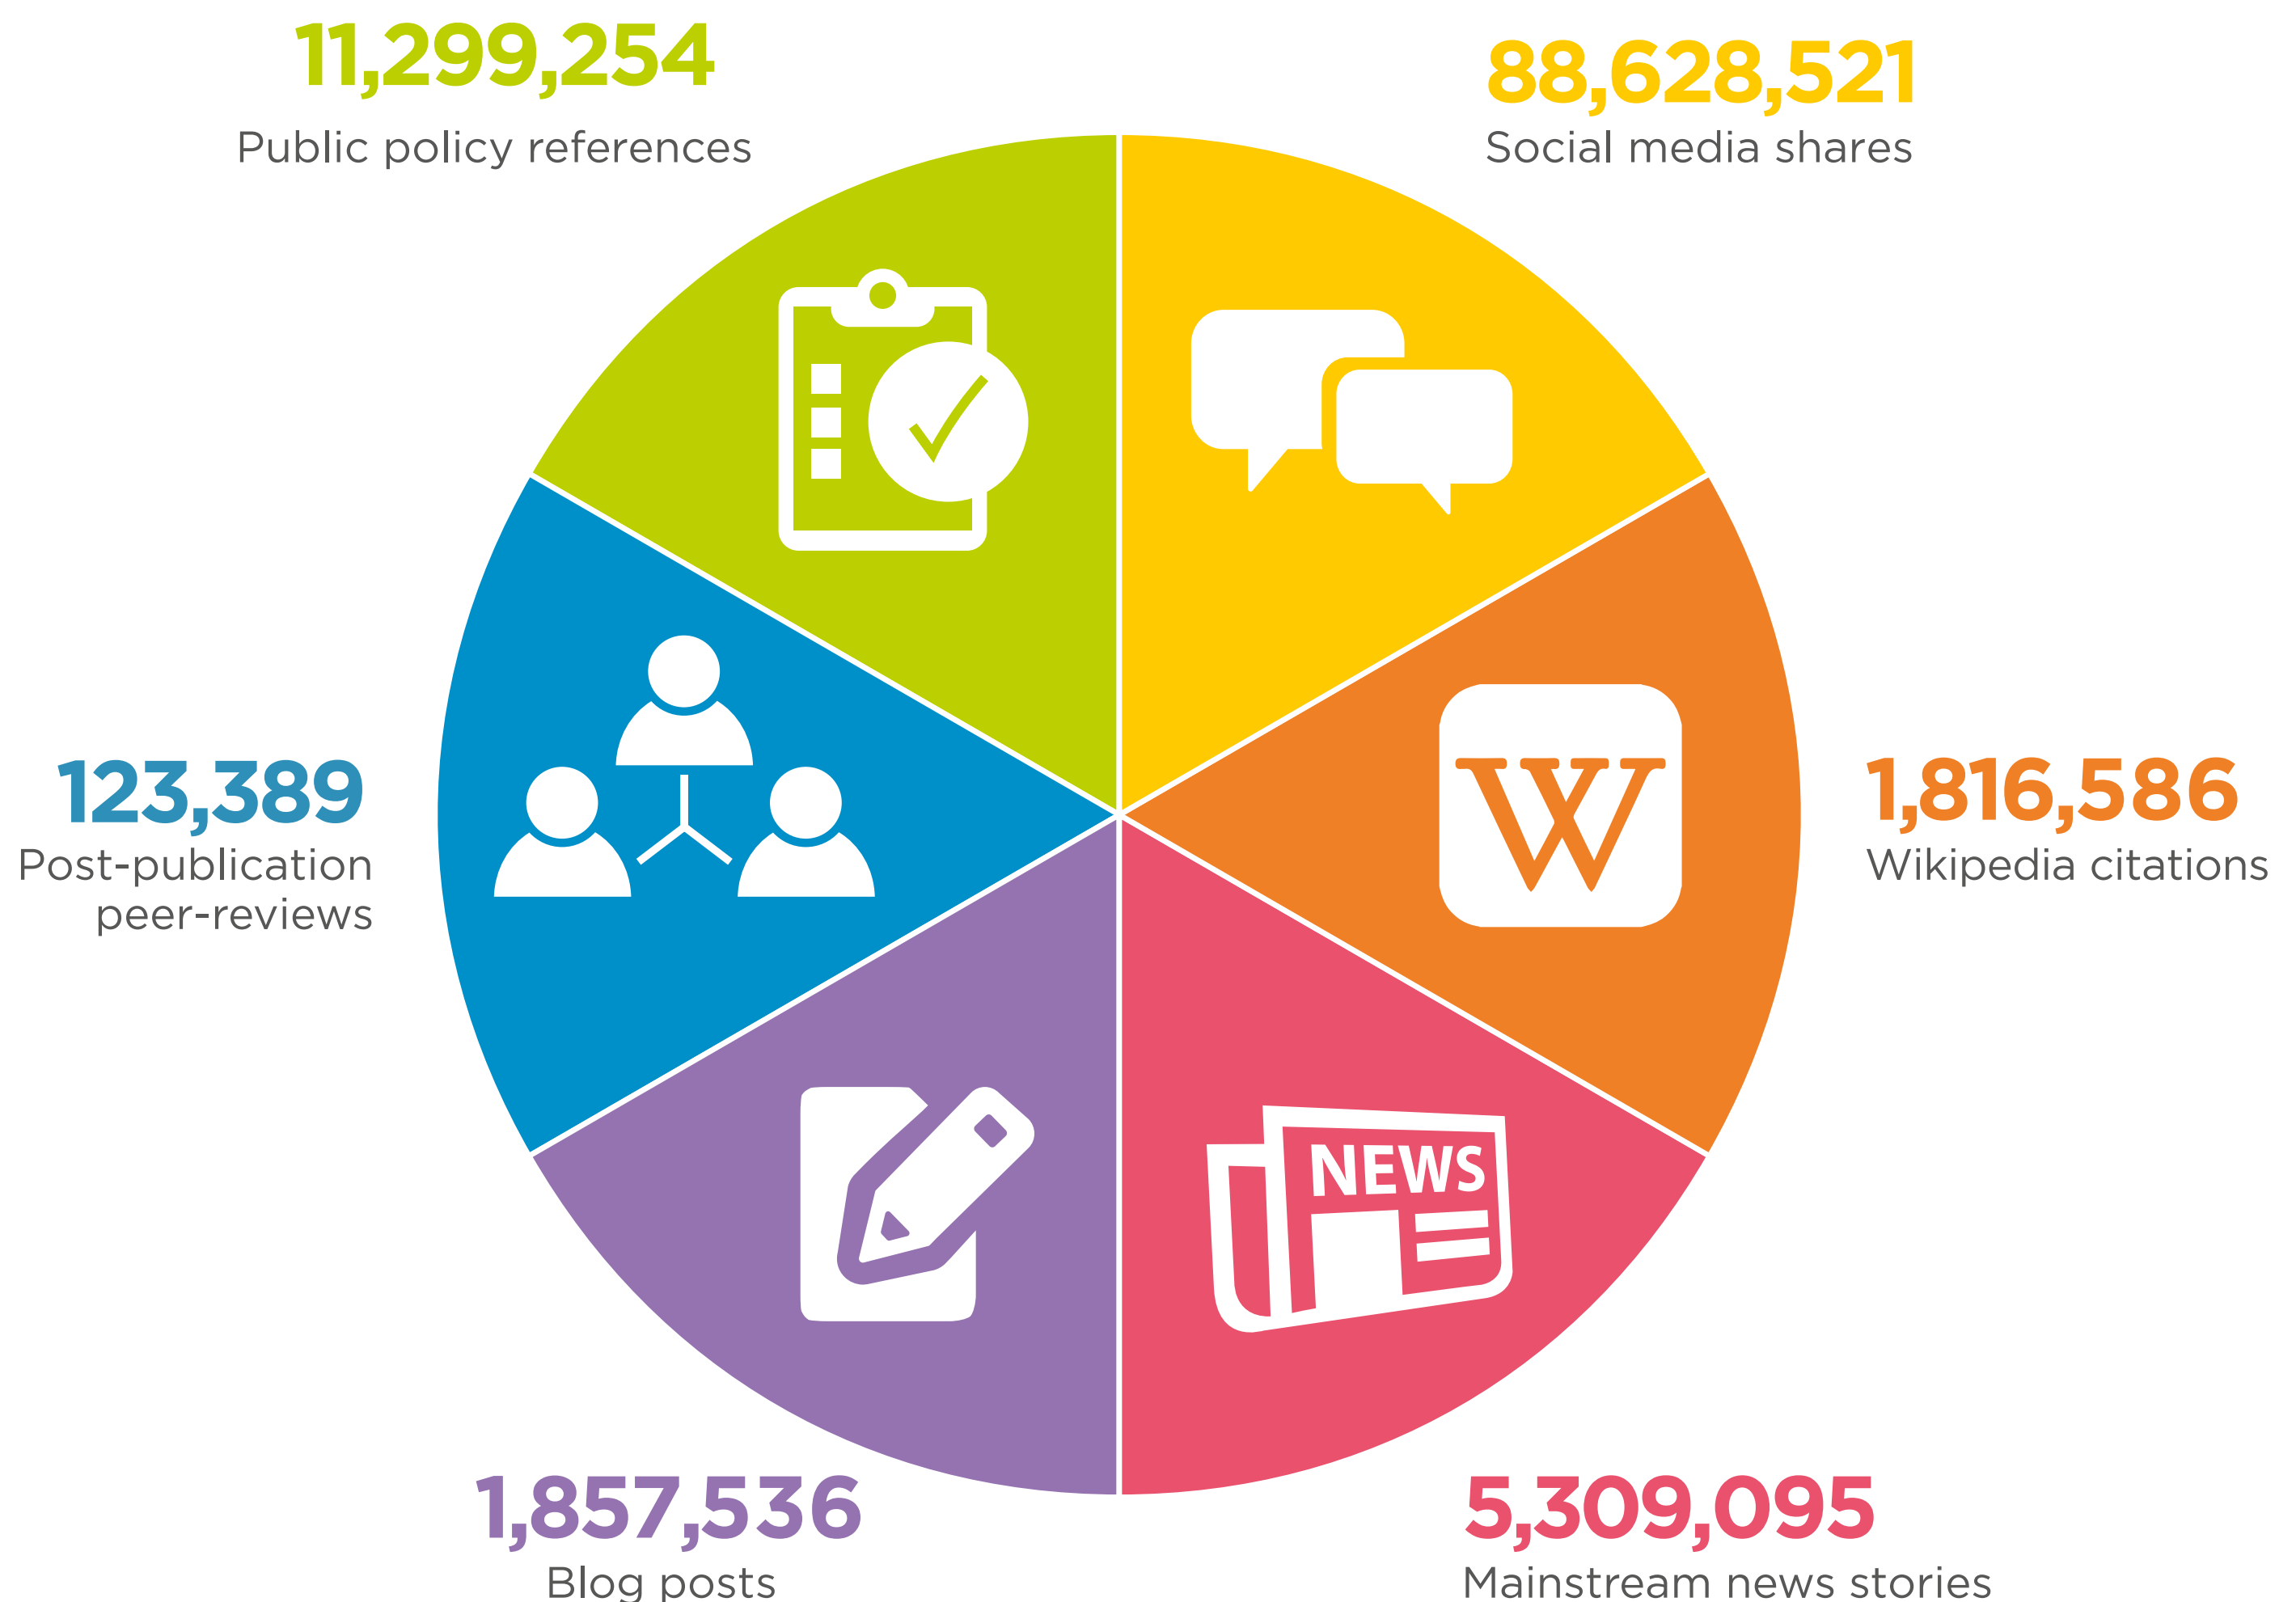 11,299,254
Public policy references
88,628,521
Social media shares
123,389
Post-publication
peer-reviews
W
1,816,586
Wikipedia citations
NEWS
1,857,536
Blog posts
5,309,095
Mainstream news stories